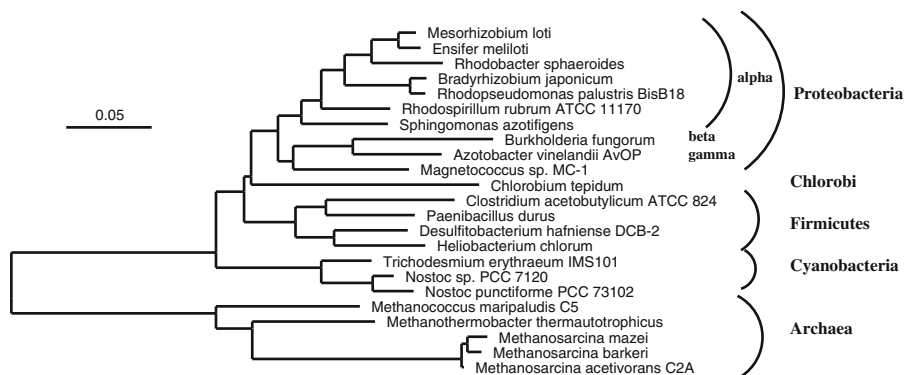 Mesorhizobium loti
Ensifer meliloti
Rhodobacter sphaeroides
Bradyrhizobium japonicum
alpha
Rhodopseudomonas palustris BisB18
Proteobacteria
Rhodospirillum rubrum ATCC 11170
0.05
Sphingomonas azotifigens
beta
Burkholderia fungorum
gamma
Azotobacter vinelandii AvOP
Magnetococcus sp. MC-1
Chlorobi
Chlorobium tepidum
Clostridium acetobutylicum ATCC 824
Paenibacillus durus
Firmicutes
Desulfitobacterium hafniense DCB-2
Heliobacterium chlorum
Trichodesmium erythraeum IMS101
Cyanobacteria
Nostoc sp. PCC 7120
Nostoc punctiforme PCC 73102
Methanococcus maripaludis C5
Methanothermobacter thermautotrophicus
Archaea
Methanosarcina mazei
Methanosarcina barkeri
Methanosarcina acetivorans C2A